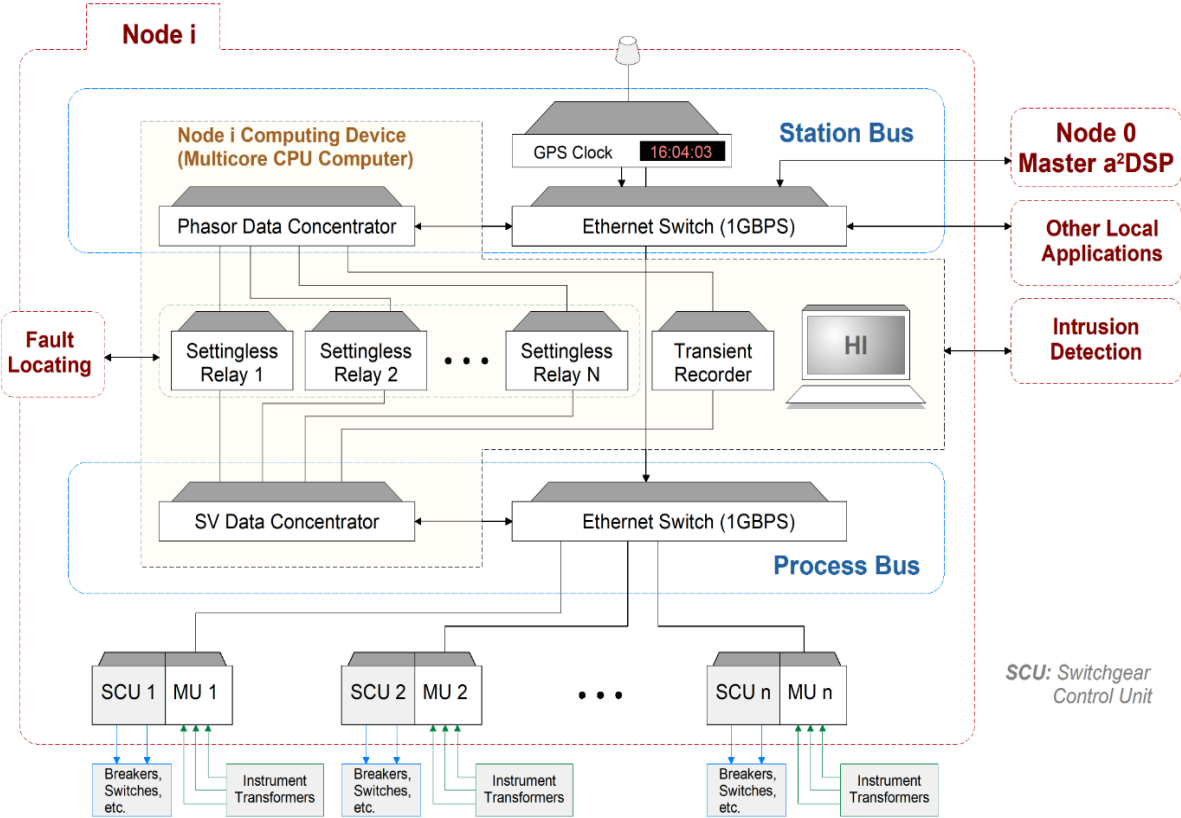 Node i
Node i Computing Device
(Multicore CPU Computer)
GPS Clock
16:04:03
Station Bus
Node 0
Master a²DSP
Phasor Data Concentrator
Ethernet Switch (1GBPS)
Other Local
Applications
Fault
Locating
Settingless
Relay 1
Settingless
Relay 2
• • •
Settingless
Relay N
Transient
Recorder
HI
Intrusion
Detection
SV Data Concentrator
Ethernet Switch (1GBPS)
Process Bus
SCU 1
MU 1
SCU 2
MU 2
• • •
SCU n
MU n
SCU: Switchgear
Control Unit
Breakers,
Switches,
etc.
Instrument
Transformers
Breakers,
Switches,
etc.
Instrument
Transformers
Breakers,
Switches,
etc.
Instrument
Transformers